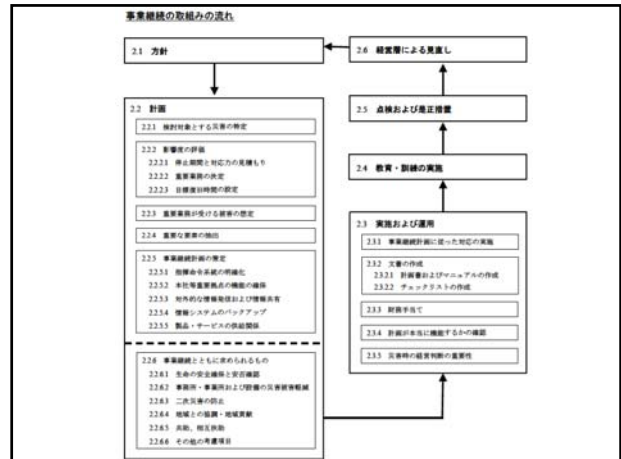 事業継続の取組みの流れ
2.1 方針
2.2 計画
2.2.1 検討対象とする災害の特定
2.2.2 影響度の評価
2.2.2.1 停止期間と対応力の見積もり
2.2.2.2 重要業務の決定
2.2.2.3 目標復旧時間の設定
2.2.3 重要業務が受ける被害の想定
2.2.4 重要な要素の抽出
2.2.5 事業継続計画の策定
2.2.5.1 指揮命令系統の明確化
2.2.5.2 本社等重要拠点の機能の確保
2.2.5.3 対外的な情報発信および情報共有
2.2.5.4 情報システムのバックアップ
2.2.5.5 製品・サービスの供給関係
2.2.6 事業継続とともに求められるもの
2.2.6.1 生命の安全確保と安否確認
2.2.6.2 事務所・事業所および設備の災害被害軽減
2.2.6.3 二次災害の防止
2.2.6.4 地域との協調・地域貢献
2.2.6.5 共助、相互扶助
2.2.6.6 その他の考慮項目
2.6 経営層による見直し
2.5 点検および是正措置
2.4 教育・訓練の実施
2.3 実施および運用
2.3.1 事業継続計画に従った対応の実施
2.3.2 文書の作成
2.3.2.1 計画書およびマニュアルの作成
2.3.2.2 チェックリストの作成
2.3.3 財務手当て
2.3.4 計画が本当に機能するかの確認
2.3.5 災害時の経営判断の重要性